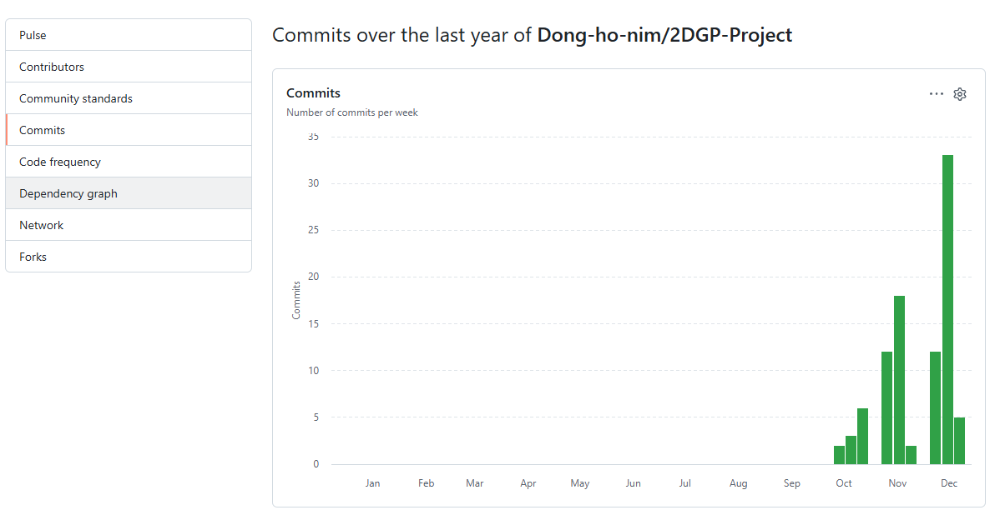 Pulse
Contributors
Community standards
Commits
Code frequency
Dependency graph
Network
Forks
Commits over the last year of Dong-ho-nim/2DGP-Project
Commits
Number of commits per week
35
30
25
20
15
10
5
0
Commits
Jan Feb Mar Apr May Jun Jul Aug Sep Oct Nov Dec